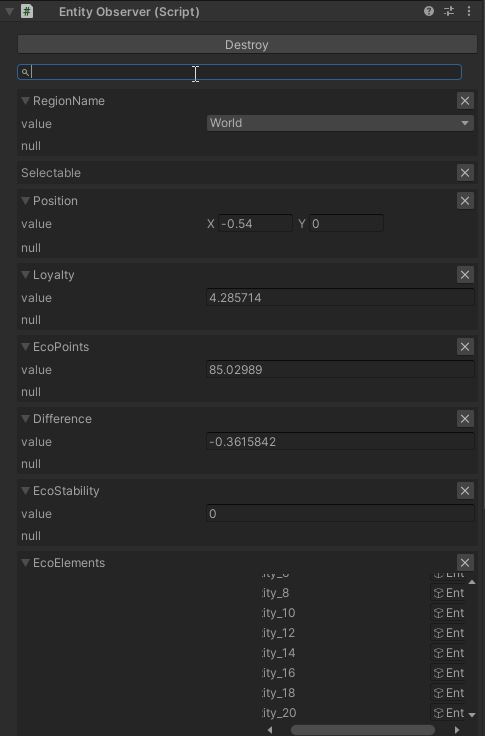 Entity Observer (Script)
Destroy
RegionName
value World
null
Selectable
Position
value X -0.54 Y 0
null
Loyalty
value 4.285714
null
EcoPoints
value 85.02989
null
Difference
value -0.3615842
null
EcoStability
value 0
null
EcoElements
:ity_8 Ent
:ity_10 Ent
:ity_12 Ent
:ity_14 Ent
:ity_16 Ent
:ity_18 Ent
:ity_20 Ent